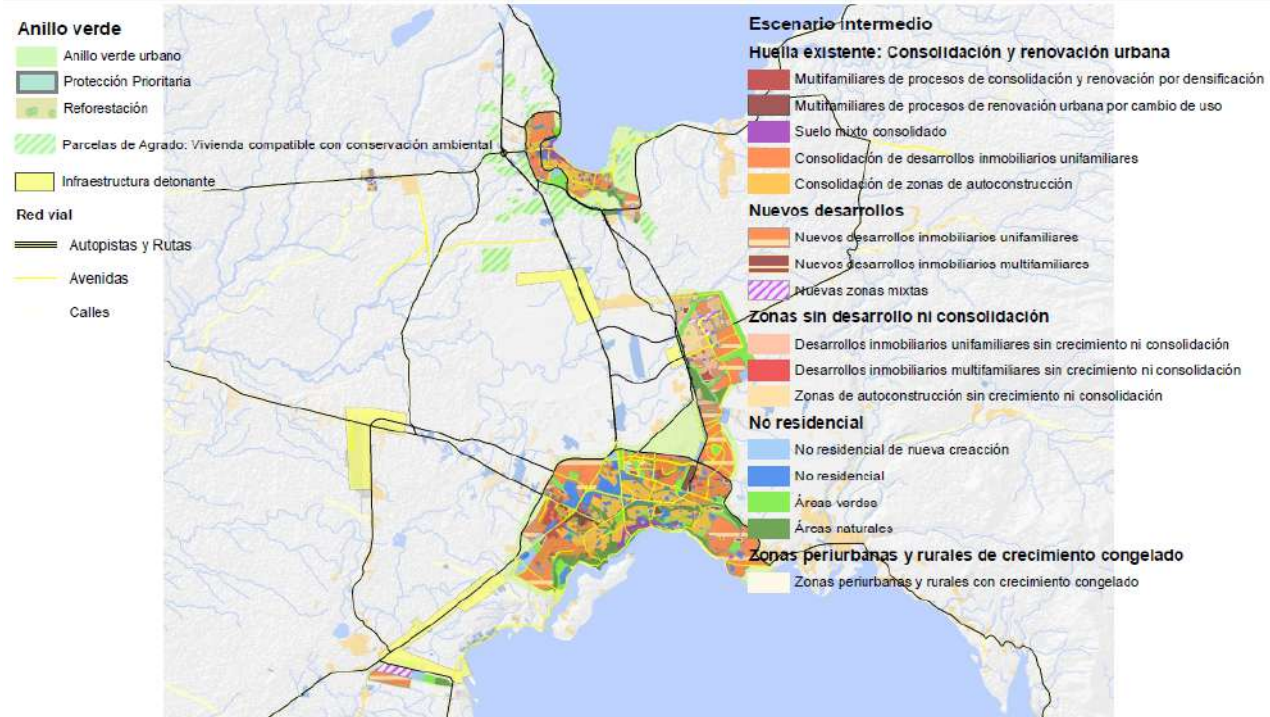 Anillo verde
Anillo verde urbano
Protección Prioritaria
Reforestación
Parcelas de Agrado: Vivienda compatible con conservación ambiental
Infraestructura detonante
Red vial
Autopistas y Rutas
Avenidas
Calles
Escenario intermedio
Huella existente: Consolidación y renovación urbana
Multifamiliares de procesos de consolidación y renovación por densificación
Multifamiliares de procesos de renovación urbana por cambio de uso
Suelo mixto consolidado
Consolidación de desarrollos inmobiliarios unifamiliares
Consolidación de zonas de autoconstrucción
Nuevos desarrollos
Nuevos desarrollos inmobiliarios unifamiliares
Nuevos desarrollos inmobiliarios multifamiliares
Nuevas zonas mixtas
Zonas sin desarrollo ni consolidación
Desarrollos inmobiliarios unifamiliares sin crecimiento ni consolidación
Desarrollos inmobiliarios multifamiliares sin crecimiento ni consolidación
Zonas de autoconstrucción sin crecimiento ni consolidación
No residencial
No residencial de nueva creacción
No residencial
Áreas verdes
Áreas naturales
Zonas periurbanas y rurales de crecimiento congelado
Zonas periurbanas y rurales con crecimiento congelado